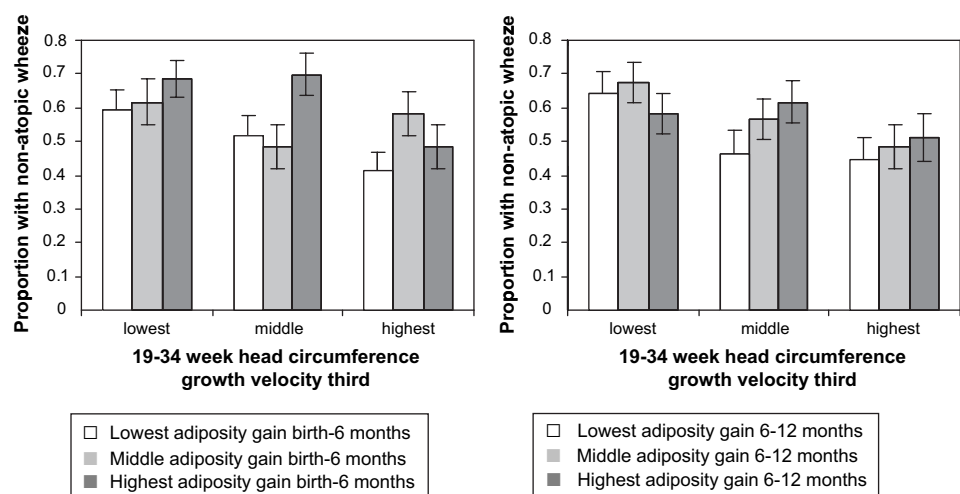 Proportion with non-atopic wheeze
0.8
0.7
0.6
0.5
0.4
0.3
0.2
0.1
0
lowest middle highest
19-34 week head circumference
growth velocity third
Lowest adiposity gain birth-6 months
Middle adiposity gain birth-6 months
Highest adiposity gain birth-6 months
Proportion with non-atopic wheeze
0.8
0.7
0.6
0.5
0.4
0.3
0.2
0.1
0
lowest middle highest
19-34 week head circumference
growth velocity third
Lowest adiposity gain 6-12 months
Middle adiposity gain 6-12 months
Highest adiposity gain 6-12 months